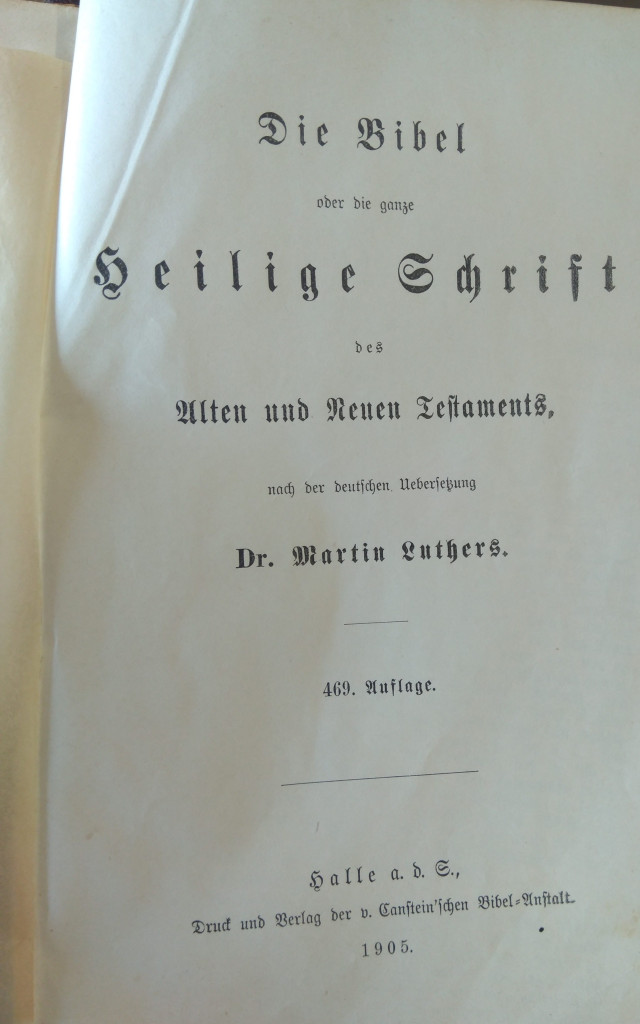 Die Bibel
oder die ganze
Heilige Schrift
des
Alten und Neuen Testaments,
nach der deutschen Uebersetzung
Dr. Martin Luthers.
469. Auflage.
Halle a. d. S.,
Druck und Verlag der v. Canstein'schen Bibel-Anstalt.
1905.